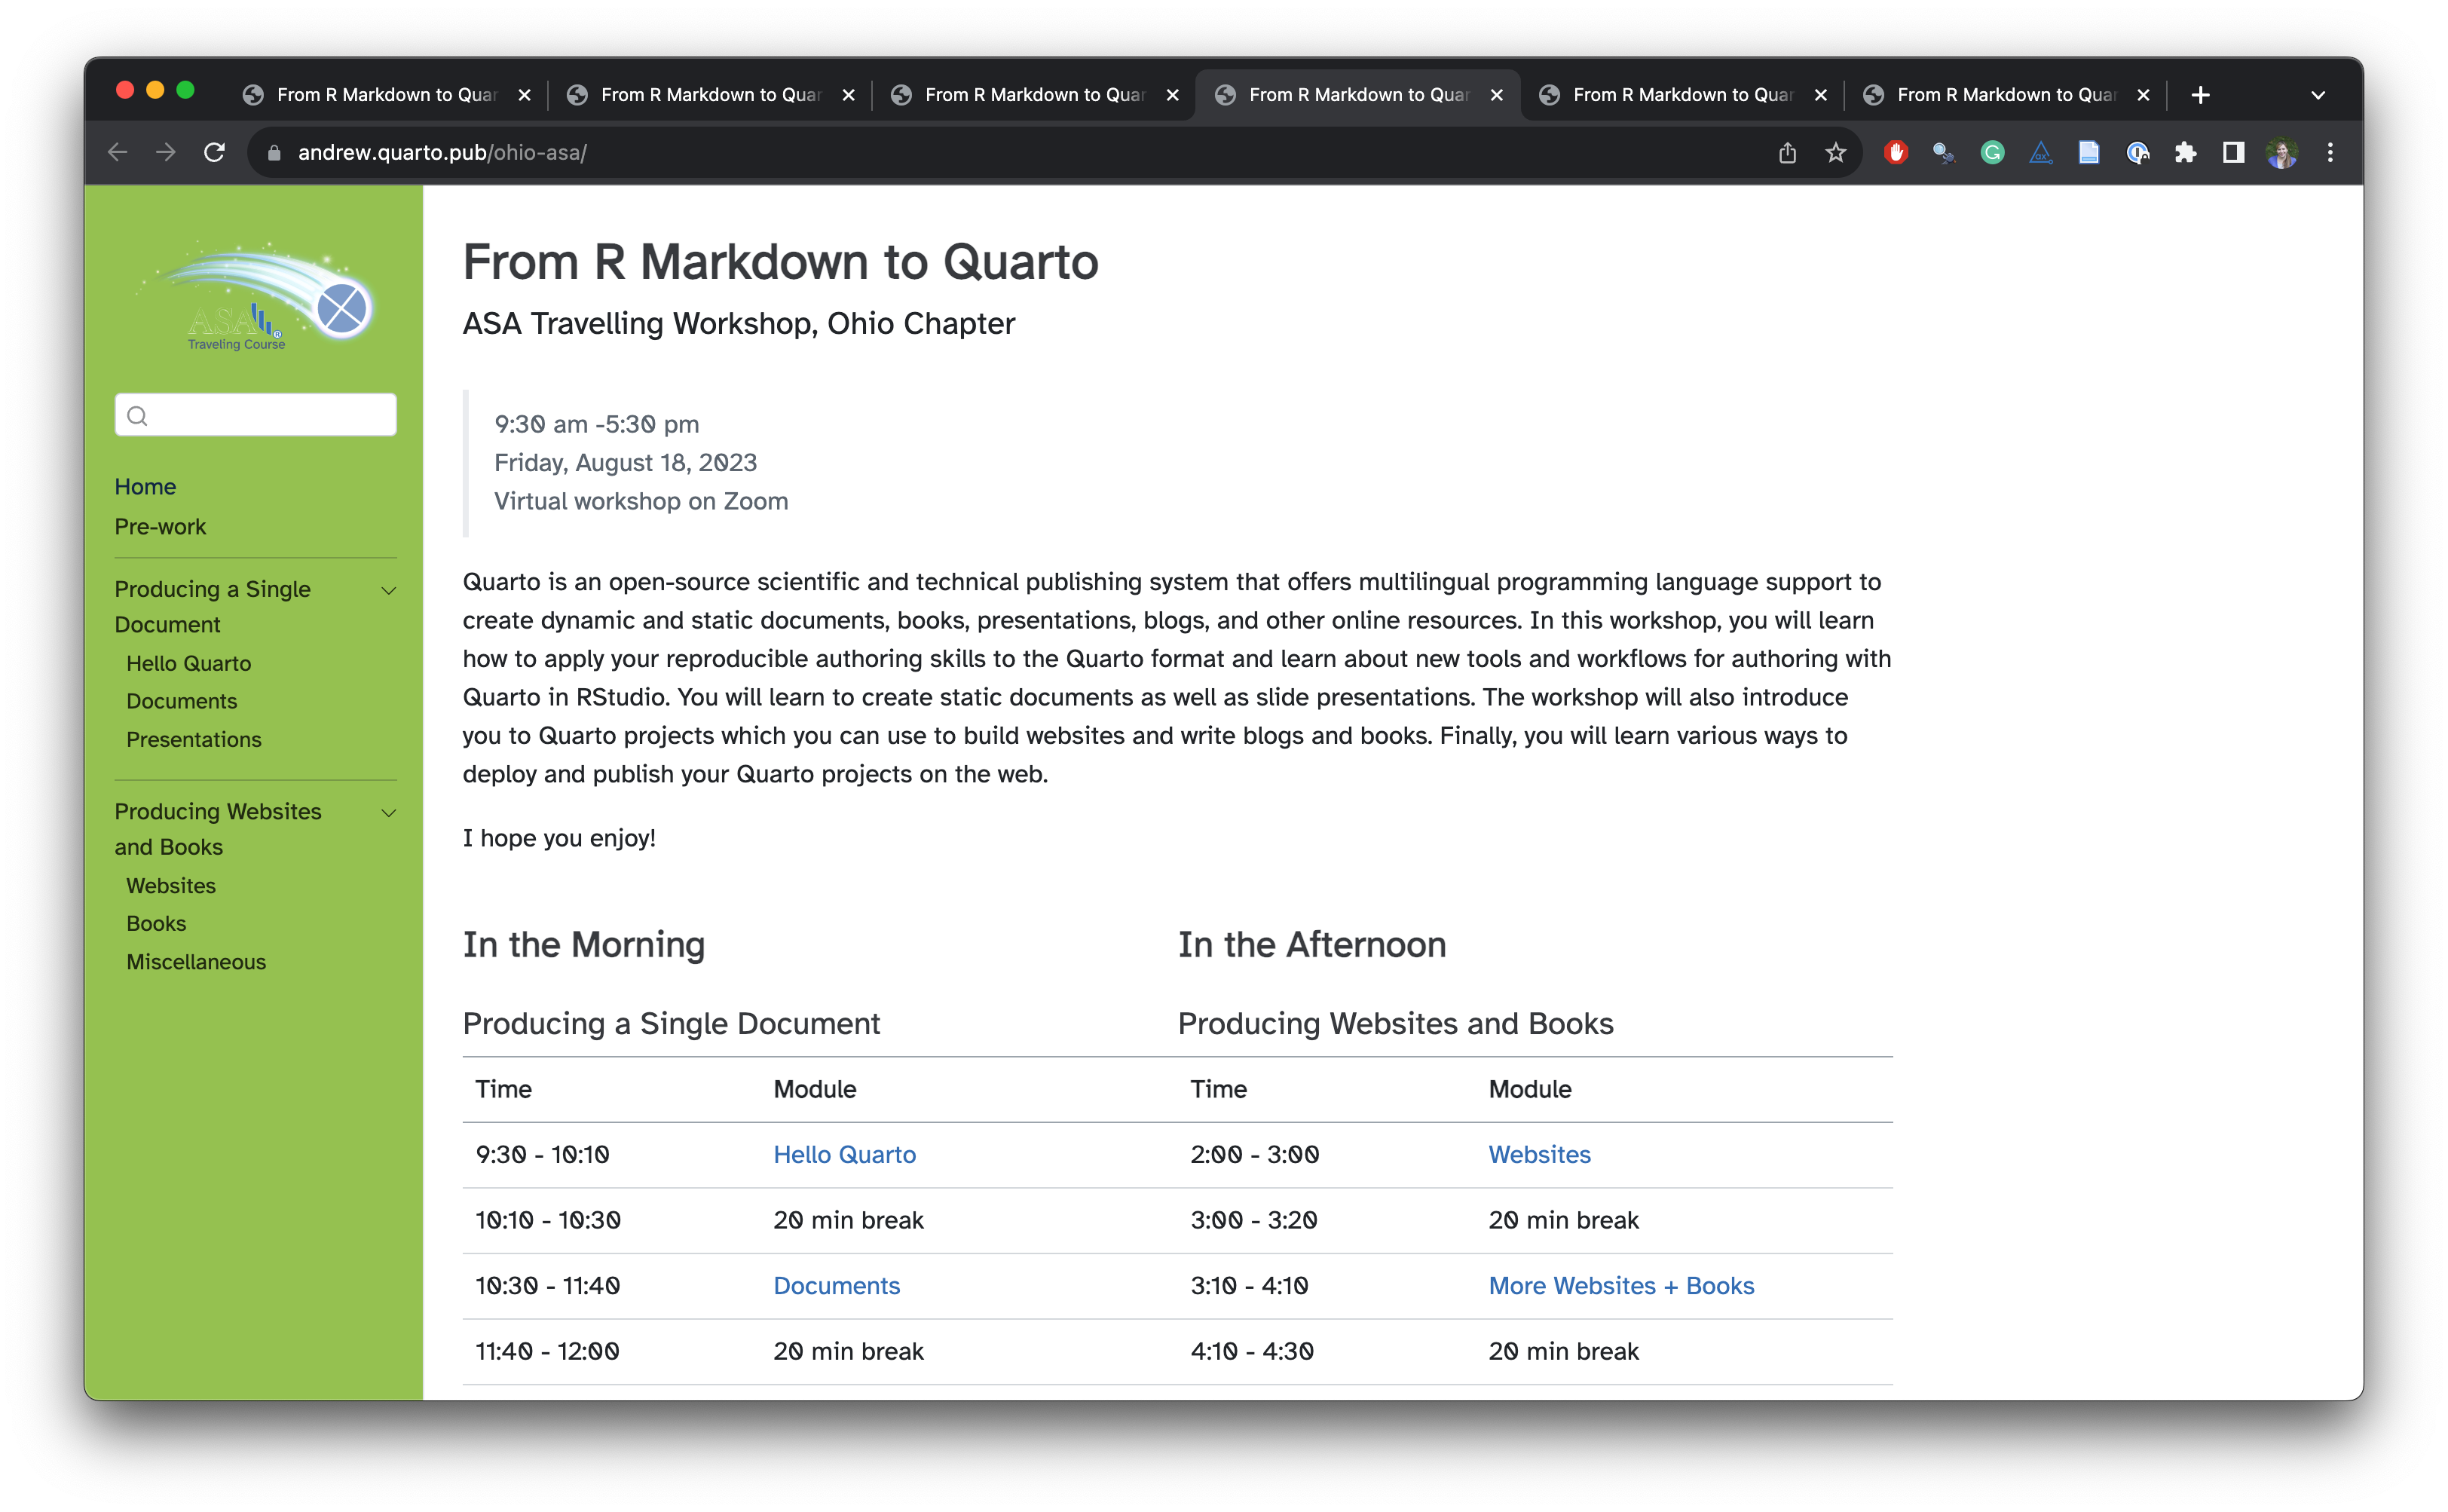 From R Markdown to Quar
From R Markdown to Quar
From R Markdown to Quar
From R Markdown to Quar
From R Markdown to Quar
From R Markdown to Quar
andrew.quarto.pub/ohio-asa/
ASA
Traveling Course
Home
Pre-work
Producing a Single
Document
Hello Quarto
Documents
Presentations
Producing Websites
and Books
Websites
Books
Miscellaneous
From R Markdown to Quarto
ASA Travelling Workshop, Ohio Chapter
9:30 am -5:30 pm
Friday, August 18, 2023
Virtual workshop on Zoom
Quarto is an open-source scientific and technical publishing system that offers multilingual programming language support to
create dynamic and static documents, books, presentations, blogs, and other online resources. In this workshop, you will learn
how to apply your reproducible authoring skills to the Quarto format and learn about new tools and workflows for authoring with
Quarto in RStudio. You will learn to create static documents as well as slide presentations. The workshop will also introduce
you to Quarto projects which you can use to build websites and write blogs and books. Finally, you will learn various ways to
deploy and publish your Quarto projects on the web.
I hope you enjoy!
In the Morning
Producing a Single Document
Time Module
9:30 - 10:10 Hello Quarto
10:10 - 10:30 20 min break
10:30 - 11:40 Documents
11:40 - 12:00 20 min break
In the Afternoon
Producing Websites and Books
Time Module
2:00 - 3:00 Websites
3:00 - 3:20 20 min break
3:10 - 4:10 More Websites + Books
4:10 - 4:30 20 min break